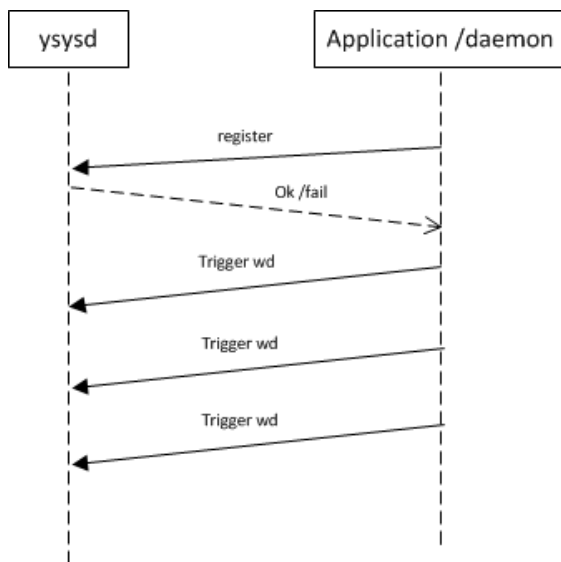 ysysd
Application /daemon
register
Ok /fail
Trigger wd
Trigger wd
Trigger wd